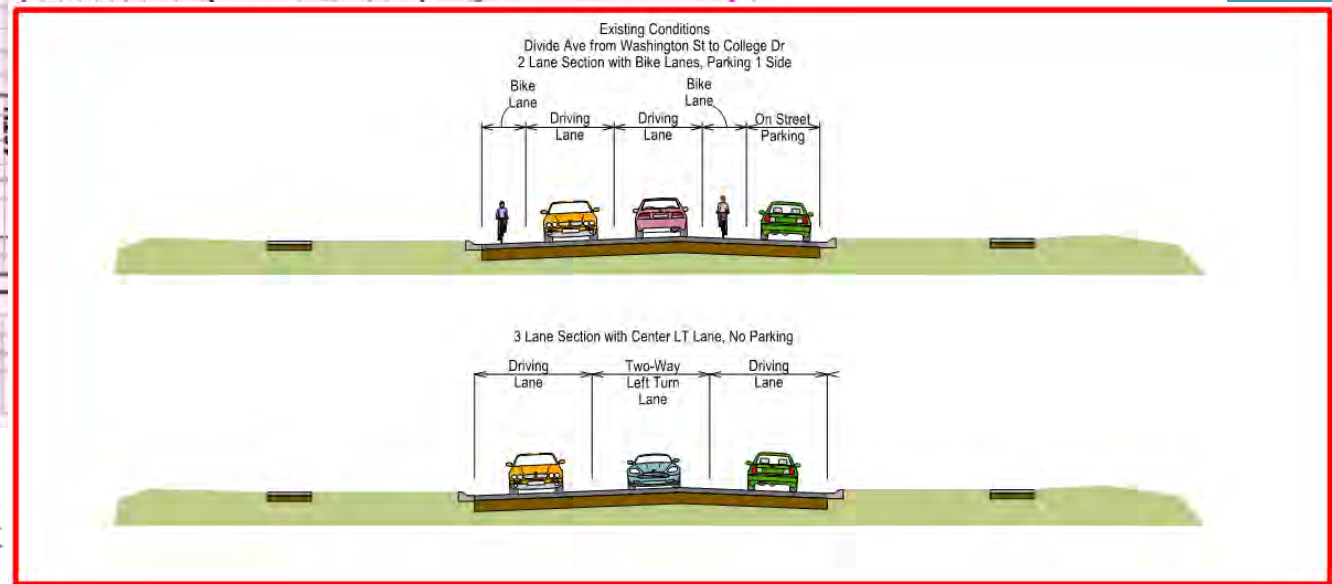 Existing Conditions
Divide Ave from Washington St to College Dr
2 Lane Section with Bike Lanes, Parking 1 Side
Bike
Lane
Driving
Lane
Driving
Lane
Bike
Lane
On Street
Parking
3 Lane Section with Center LT Lane, No Parking
Driving
Lane
Two-Way
Left Turn
Lane
Driving
Lane